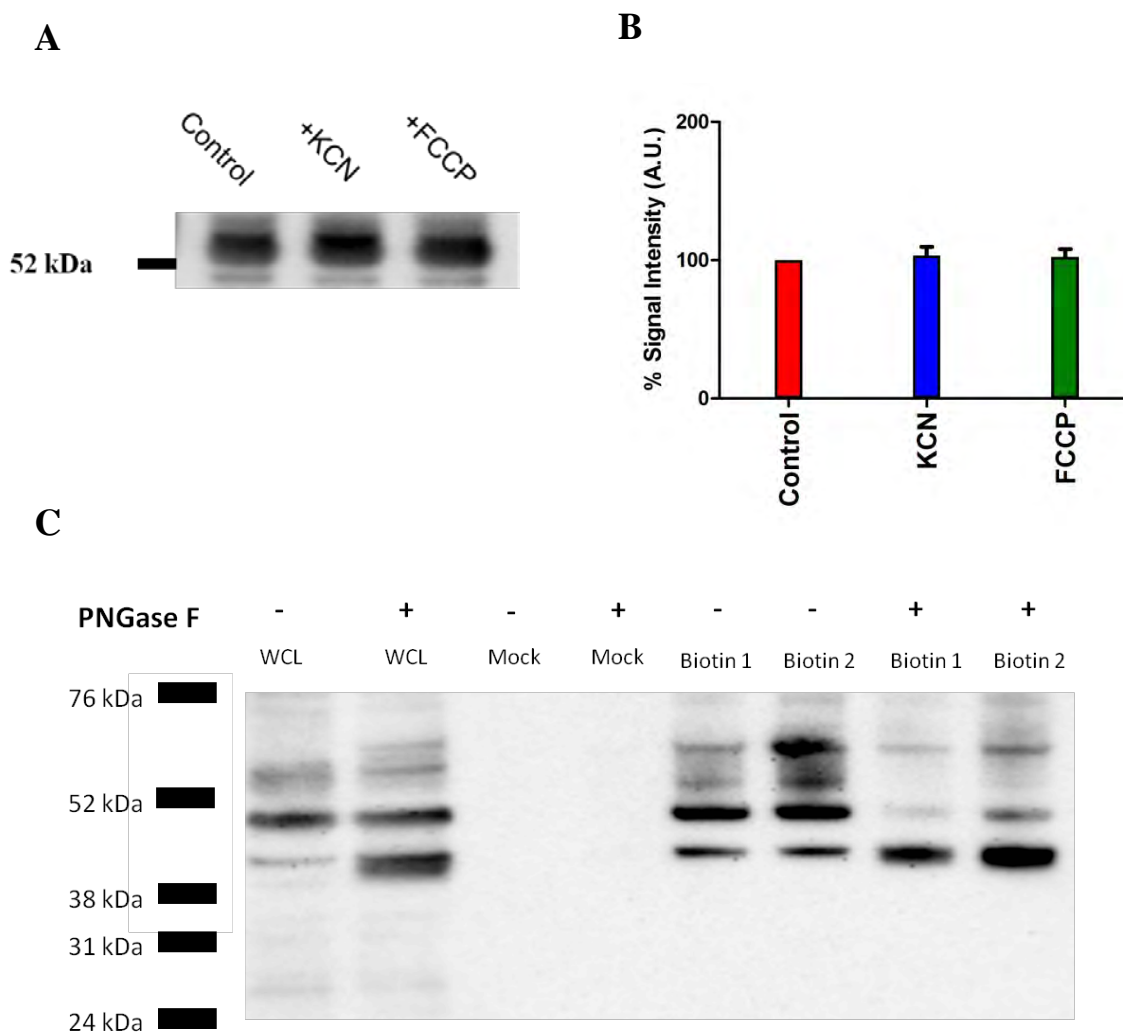 A
Control +KCN +FCCP
52 kDa
B
% Signal Intensity (A.U.)
200
100
0
Control KCN FCCP
C
PNGase F - + - + - - + +
WCL WCL Mock Mock Biotin 1 Biotin 2 Biotin 1 Biotin 2
76 kDa
52 kDa
38 kDa
31 kDa
24 kDa